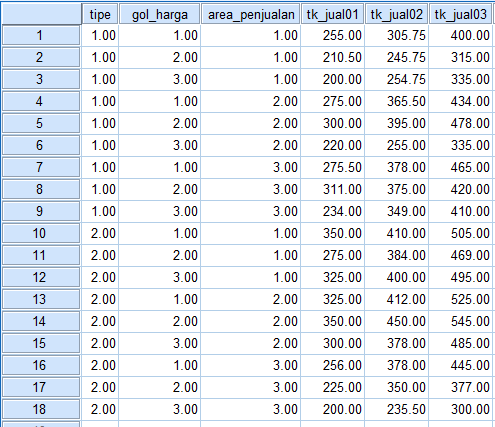 tipe gol_harga area_penjualan tk_jual01 tk_jual02 tk_jual03
1 1.00 1.00 1.00 255.00 305.75 400.00
2 1.00 2.00 1.00 210.50 245.75 315.00
3 1.00 3.00 1.00 200.00 254.75 335.00
4 1.00 1.00 2.00 275.00 365.50 434.00
5 1.00 2.00 2.00 300.00 395.00 478.00
6 1.00 3.00 2.00 220.00 255.00 335.00
7 1.00 1.00 3.00 275.50 378.00 465.00
8 1.00 2.00 3.00 311.00 375.00 420.00
9 1.00 3.00 3.00 234.00 349.00 410.00
10 2.00 1.00 1.00 350.00 410.00 505.00
11 2.00 2.00 1.00 275.00 384.00 469.00
12 2.00 3.00 1.00 325.00 400.00 495.00
13 2.00 1.00 2.00 325.00 412.00 525.00
14 2.00 2.00 2.00 350.00 450.00 545.00
15 2.00 3.00 2.00 300.00 378.00 485.00
16 2.00 1.00 3.00 256.00 378.00 445.00
17 2.00 2.00 3.00 225.00 350.00 377.00
18 2.00 3.00 3.00 200.00 235.50 300.00